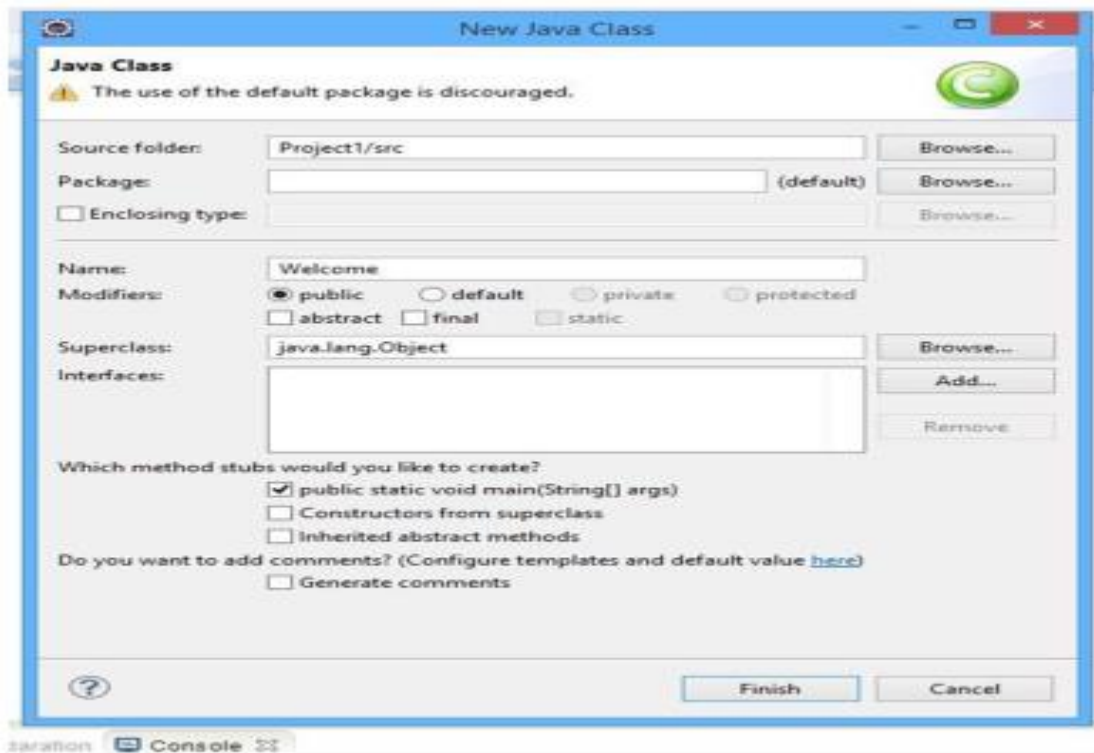 New Java Class
Java Class
The use of the default package is discouraged.
Source folder: Project1/src Browse...
Package: (default) Browse...
Enclosing type: Browse...
Name: Welcome
Modifiers: public default private protected
abstract final static
Superclass: java.lang.Object Browse...
Interfaces: Add...
Remove
Which method stubs would you like to create?
public static void main(String[] args)
Constructors from superclass
Inherited abstract methods
Do you want to add comments? (Configure templates and default value here)
Generate comments
Finish Cancel
Console